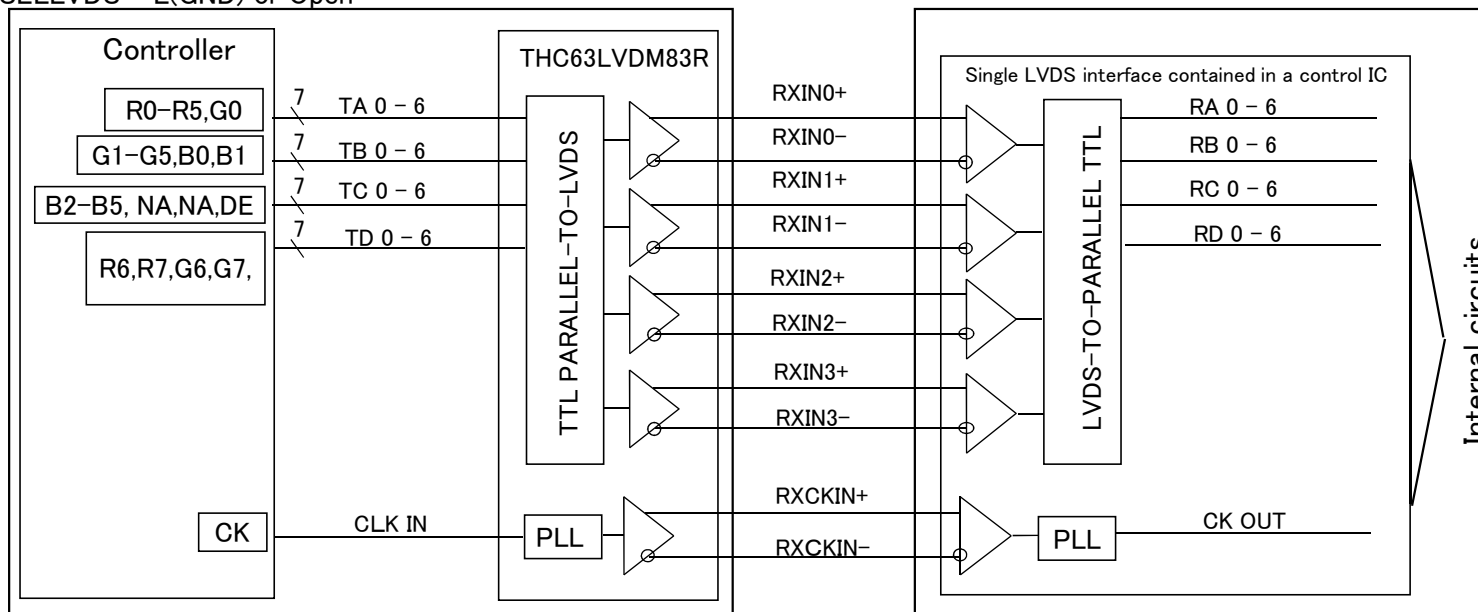 SELLVDS = L(GND) or Open
Controller
THC63LVDM83R
Single LVDS interface contained in a control IC
R0-R5,G0
7
TA 0 - 6
G1-G5,B0,B1
7
TB 0 - 6
B2-B5, NA,NA,DE
7
TC 0 - 6
R6,R7,G6,G7,
7
TD 0 - 6
TTL PARALLEL-TO-LVDS
RXIN0+
RXIN0-
RXIN1+
RXIN1-
RXIN2+
RXIN2-
RXIN3+
RXIN3-
LVDS-TO-PARALLEL TTL
RA 0 - 6
RB 0 - 6
RC 0 - 6
RD 0 - 6
Internal circuits
CK
CLK IN
PLL
RXCKIN+
RXCKIN-
PLL
CK OUT